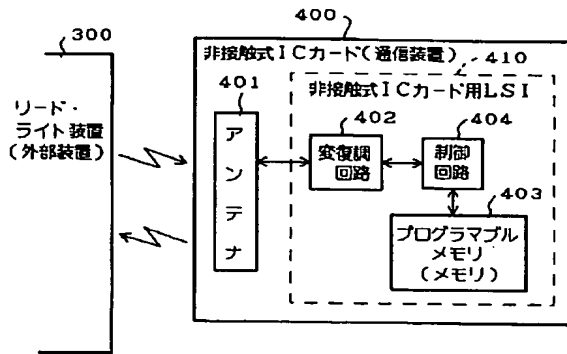 300
400
非接触式ICカード(通信装置)
410
リード・
ライト装置
(外部装置)
401
アンテナ
非接触式ICカード用LSI
402
変復調
回路
404
制御
回路
403
プログラマブル
メモリ
(メモリ)